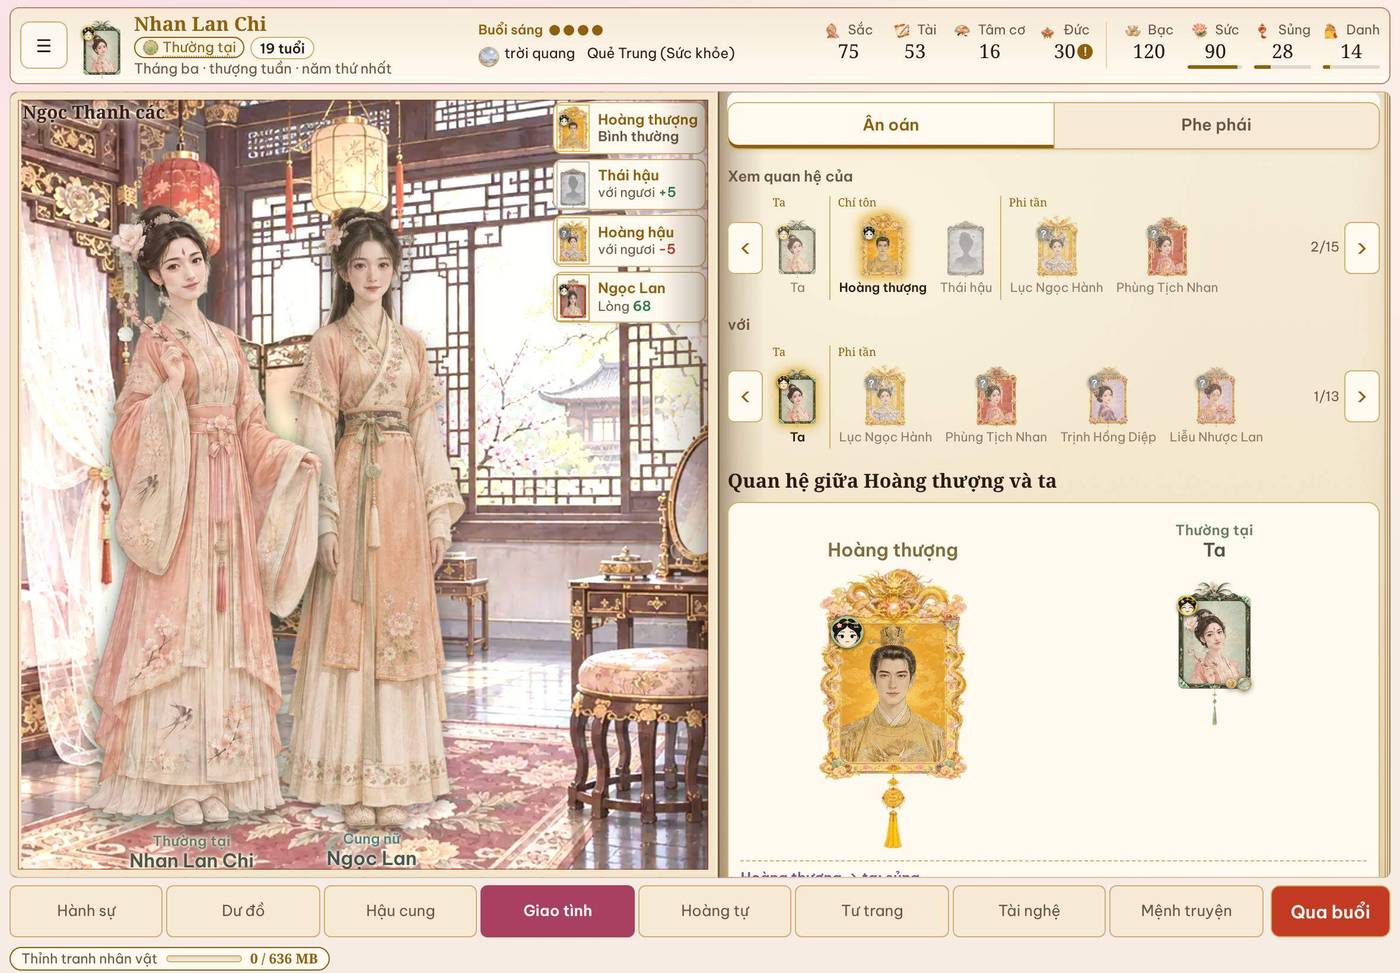 ☰
Nhan Lan Chi
Thường tại
19 tuổi
Tháng ba · thượng tuần · năm thứ nhất
Buổi sáng
trời quang Quẻ Trung (Sức khỏe)
Sắc
75
Tài
53
Tâm cơ
16
Đức
30 !
Bạc
120
Sức
90
Sủng
28
Danh
14
Ngọc Thanh các
Hoàng thượng
Bình thường
Thái hậu
với ngươi +5
Hoàng hậu
với ngươi -5
Ngọc Lan
Lòng 68
Thường tại
Nhan Lan Chi
Cung nữ
Ngọc Lan
Ân oán
Phe phái
Xem quan hệ của
Ta
Chí tôn
Phi tần
<
?
?
2/15
>
Ta
Hoàng thượng
Thái hậu
Lục Ngọc Hành
Phùng Tịch Nhan
với
Ta
Phi tần
<
?
?
?
?
1/13
>
Ta
Lục Ngọc Hành
Phùng Tịch Nhan
Trịnh Hồng Diệp
Liễu Nhược Lan
Quan hệ giữa Hoàng thượng và ta
Hoàng thượng
Thường tại
Ta
Hoàng thượng → ta: sủng
Hành sự
Dư đồ
Hậu cung
Giao tình
Hoàng tự
Tư trang
Tài nghệ
Mệnh truyện
Qua buổi
Thỉnh tranh nhân vật
0 / 636 MB